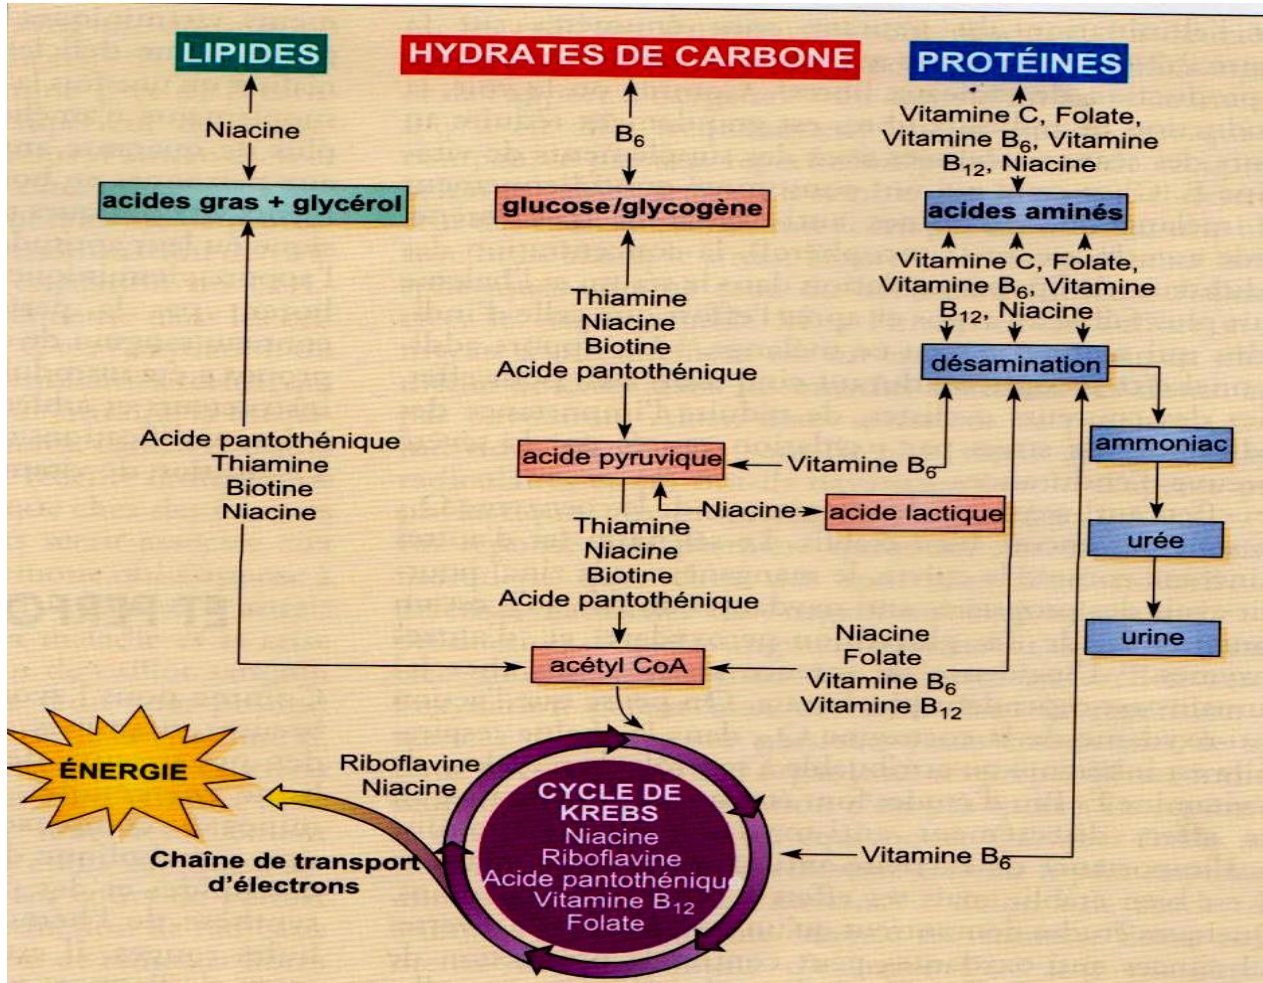 LIPIDES
HYDRATES DE CARBONE
PROTÉINES
Niacine
B6
Vitamine C, Folate,
Vitamine B6, Vitamine
B12, Niacine
acides gras + glycérol
glucose/glycogène
acides aminés
Thiamine
Niacine
Biotine
Acide pantothénique
Vitamine C, Folate,
Vitamine B6, Vitamine
B12, Niacine
désamination
Acide pantothénique
Thiamine
Biotine
Niacine
acide pyruvique
Vitamine B6
ammoniac
Niacine
acide lactique
urée
Thiamine
Niacine
Biotine
Acide pantothénique
urine
acétyl CoA
Niacine
Folate
Vitamine B6
Vitamine B12
ÉNERGIE
Riboflavine
Niacine
CYCLE DE
KREBS
Niacine
Riboflavine
Acide pantothénique
Vitamine B12
Folate
Vitamine B6
Chaîne de transport
d'électrons